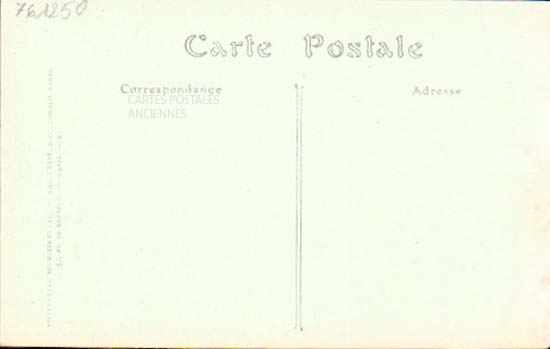 761250
Carte Postale
Correspondance
Adresse
CARTES POSTALES
ANCIENNES